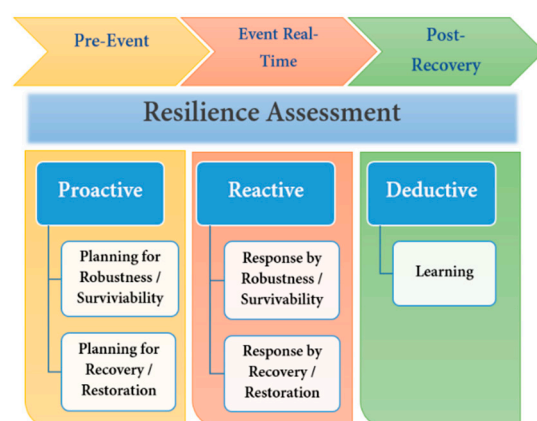 Pre-Event
Event Real-
Time
Post-
Recovery
Resilience Assessment
Proactive
Planning for
Robustness /
Surviviability
Planning for
Recovery /
Restoration
Reactive
Response by
Robustness /
Survivability
Response by
Recovery /
Restoration
Deductive
Learning